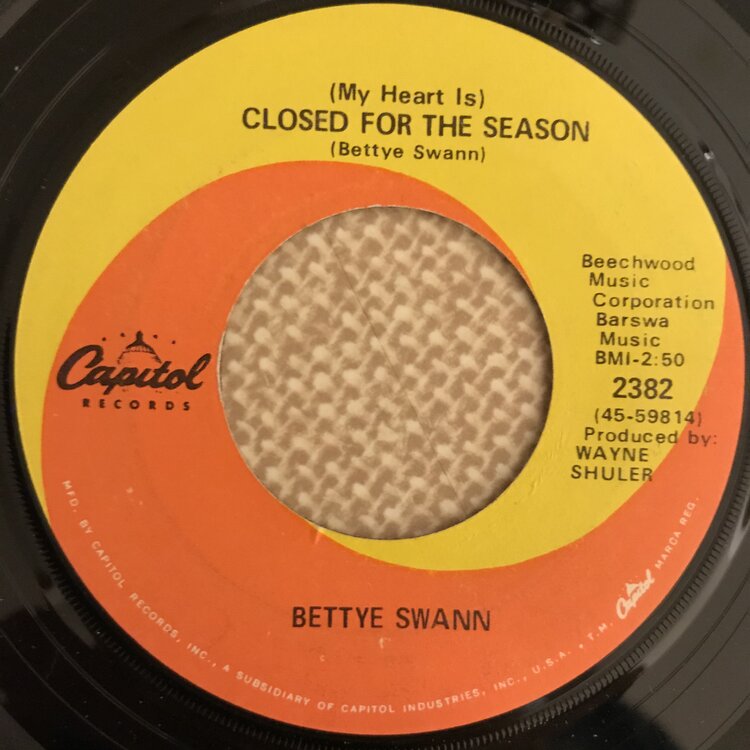 (My Heart Is)
CLOSED FOR THE SEASON
(Bettye Swann)
Beechwood
Music
Corporation
Barswa
Music
BMI-2:50
2382
(45-59814)
Produced by:
WAYNE
SHULER
Capitol
RECORDS
BETTYE SWANN
MFD. BY CAPITOL RECORDS, INC., A SUBSIDIARY OF CAPITOL INDUSTRIES, INC., U.S.A. • T.M. Capitol MARCA REG.